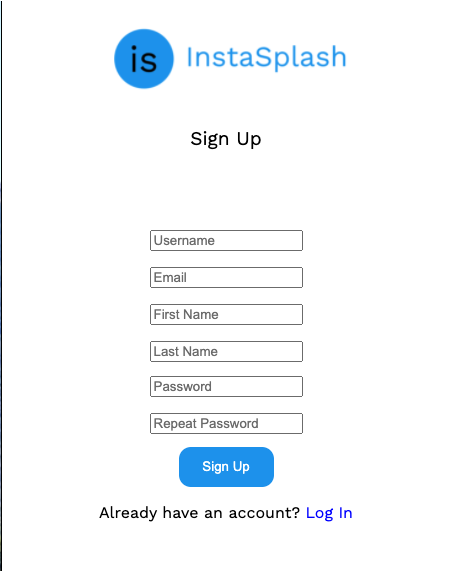 is InstaSplash
Sign Up
Username
Email
First Name
Last Name
Password
Repeat Password
Sign Up
Already have an account? Log In